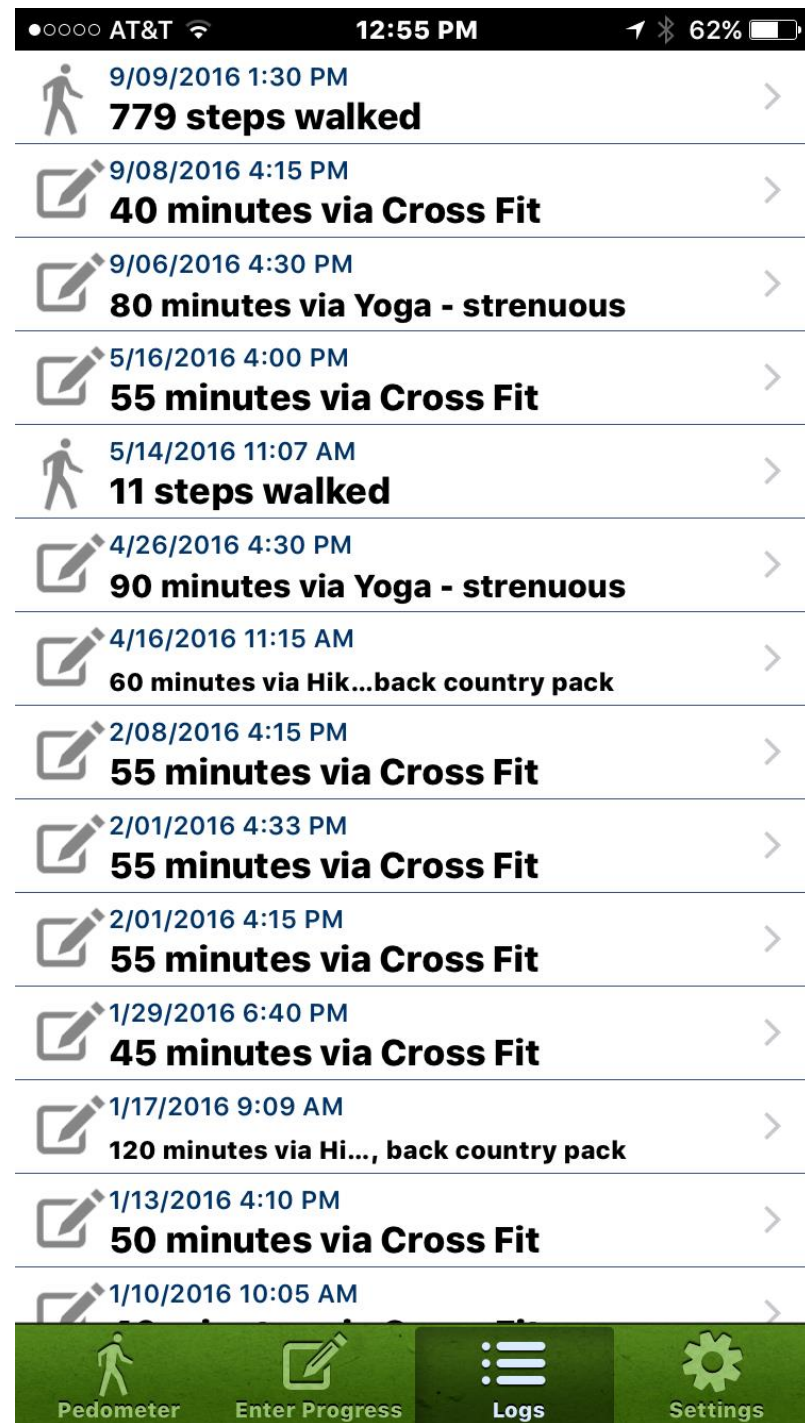 AT&T 12:55 PM 62%
9/09/2016 1:30 PM
779 steps walked
9/08/2016 4:15 PM
40 minutes via Cross Fit
9/06/2016 4:30 PM
80 minutes via Yoga - strenuous
5/16/2016 4:00 PM
55 minutes via Cross Fit
5/14/2016 11:07 AM
11 steps walked
4/26/2016 4:30 PM
90 minutes via Yoga - strenuous
4/16/2016 11:15 AM
60 minutes via Hik...back country pack
2/08/2016 4:15 PM
55 minutes via Cross Fit
2/01/2016 4:33 PM
55 minutes via Cross Fit
2/01/2016 4:15 PM
55 minutes via Cross Fit
1/29/2016 6:40 PM
45 minutes via Cross Fit
1/17/2016 9:09 AM
120 minutes via Hi..., back country pack
1/13/2016 4:10 PM
50 minutes via Cross Fit
1/10/2016 10:05 AM
Pedometer Enter Progress Logs Settings